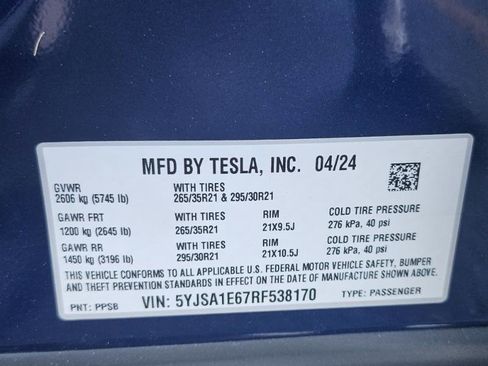 MFD BY TESLA, INC. 04/24
GVWR WITH TIRES
2606 kg (5745 lb) 265/35R21 & 295/30R21
GAWR FRT WITH TIRES RIM COLD TIRE PRESSURE
1200 kg (2645 lb) 265/35R21 21X9.5J 276 kPa, 40 psi
GAWR RR WITH TIRES RIM COLD TIRE PRESSURE
1450 kg (3196 lb) 295/30R21 21X10.5J 276 kPa, 40 psi
THIS VEHICLE CONFORMS TO ALL APPLICABLE U.S. FEDERAL MOTOR VEHICLE SAFETY, BUMPER
AND THEFT PREVENTION STANDARDS IN EFFECT ON THE DATE OF MANUFACTURE SHOWN ABOVE.
PNT: PPSB VIN: 5YJSA1E67RF538170 TYPE: PASSENGER